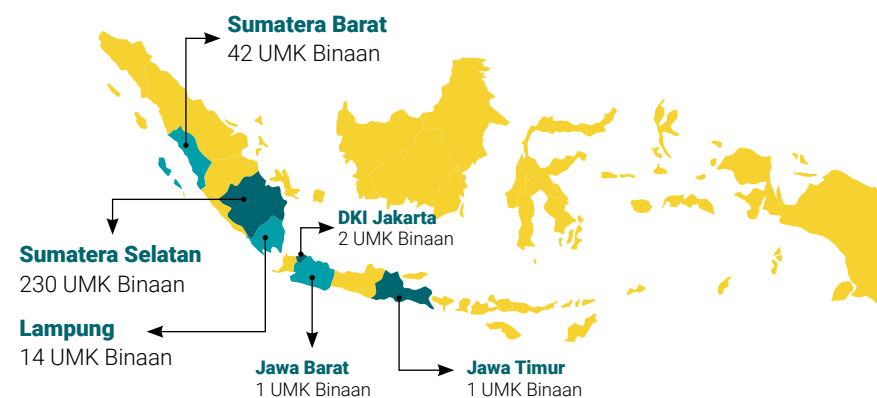 Sumatera Barat
42 UMK Binaan
DKI Jakarta
2 UMK Binaan
Sumatera Selatan
230 UMK Binaan
Lampung
14 UMK Binaan
Jawa Barat
1 UMK Binaan
Jawa Timur
1 UMK Binaan